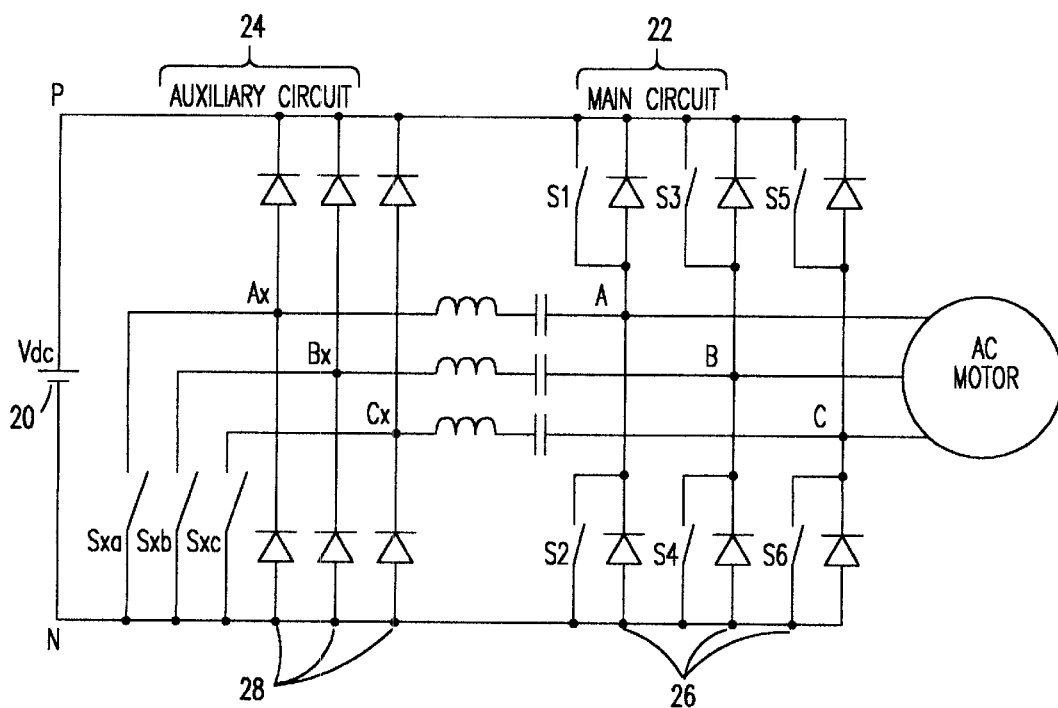 24
22
AUXILIARY CIRCUIT
MAIN CIRCUIT
P
S1
S3
S5
Ax
A
Vdc
Bx
B
AC
MOTOR
20
Cx
C
Sxa
Sxb
Sxc
S2
S4
S6
N
28
26